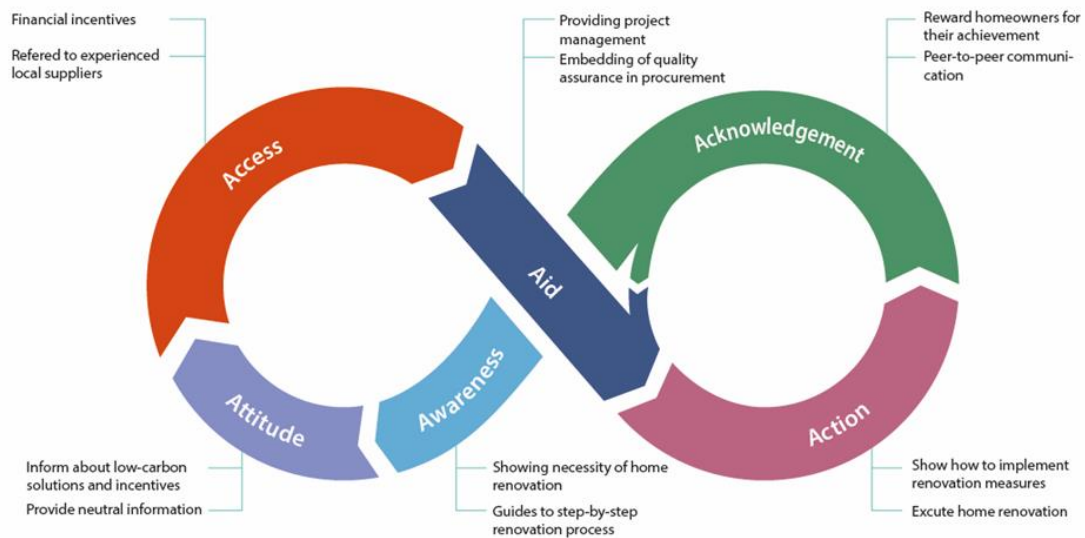 Financial incentives
Refered to experienced
local suppliers
Providing project
management
Embedding of quality
assurance in procurement
Reward homeowners for
their achievement
Peer-to-peer communi-
cation
Access
Acknowledgement
Aid
Awareness
Attitude
Action
Inform about low-carbon
solutions and incentives
Provide neutral information
Showing necessity of home
renovation
Guides to step-by-step
renovation process
Show how to implement
renovation measures
Excute home renovation